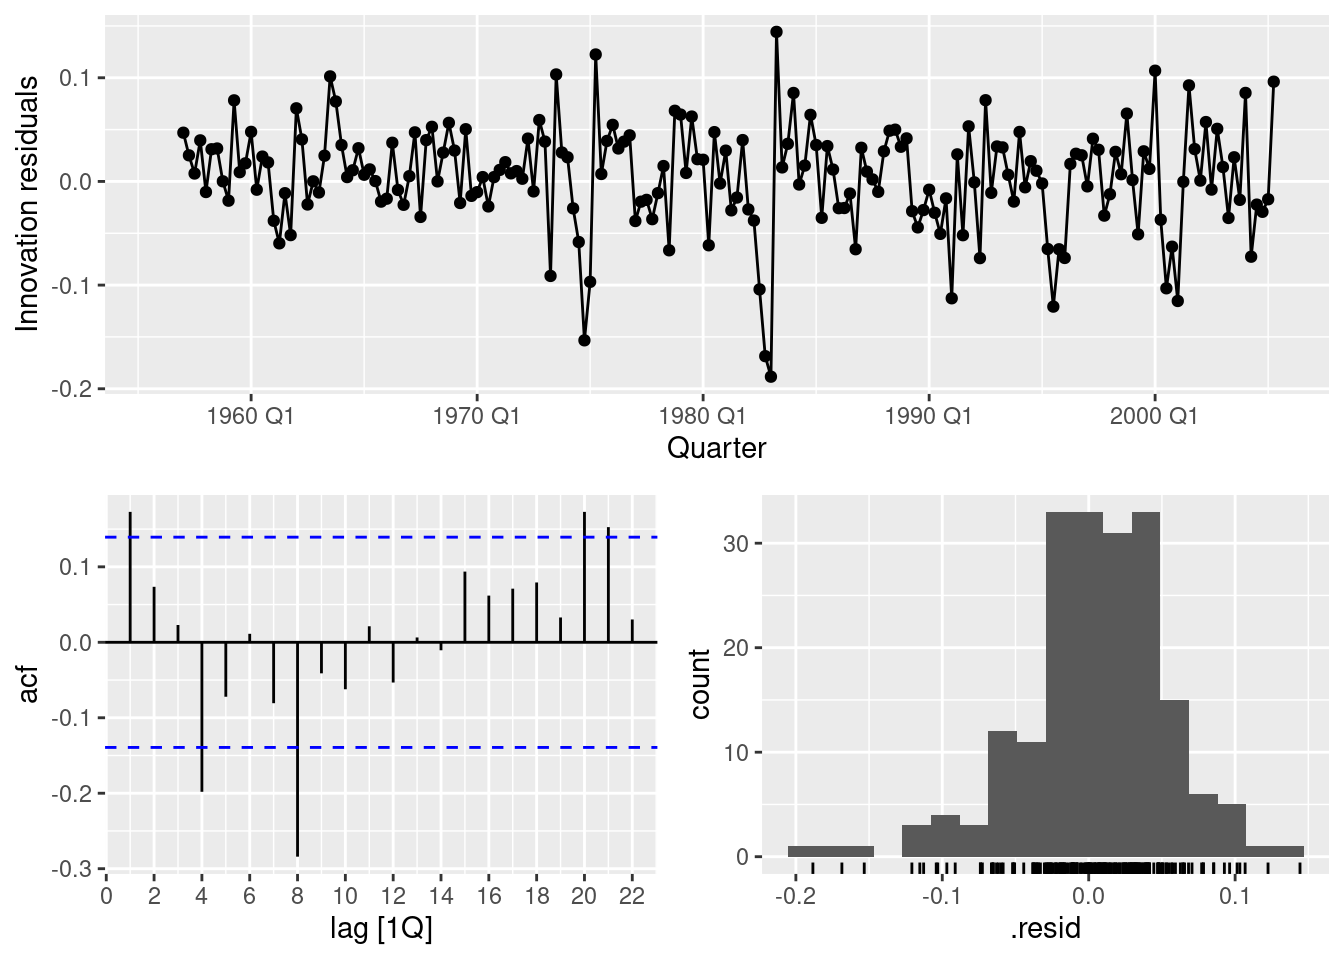 Innovation residuals
0.1
0.0
-0.1
-0.2
1960 Q1 1970 Q1 1980 Q1 1990 Q1 2000 Q1
Quarter
acf
0.1
0.0
-0.1
-0.2
-0.3
0 2 4 6 8 10 12 14 16 18 20 22
lag [1Q]
count
30
20
10
0
-0.2 -0.1 0.0 0.1
.resid